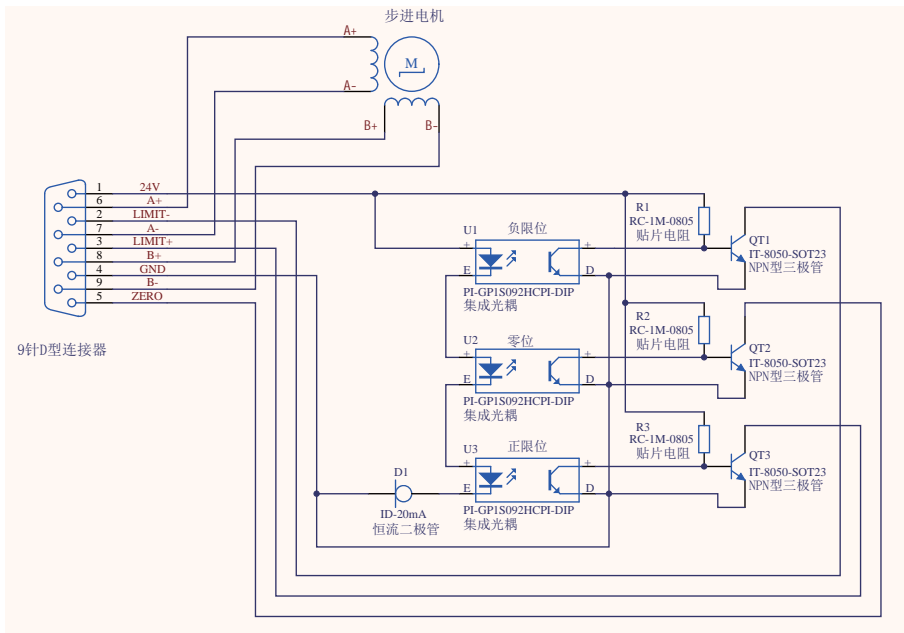 步进电机
A+
M
A-
B+
B-
1 24V
6 A+
2 LIMIT-
7 A-
3 LIMIT+
8 B+
4 GND
9 B-
5 ZERO
9针D型连接器
U1 负限位
+ +
E D
PI-GP1S092HCPI-DIP
集成光耦
R1
RC-1M-0805
贴片电阻
QT1
IT-8050-SOT23
NPN型三极管
U2 零位
+ +
E D
PI-GP1S092HCPI-DIP
集成光耦
R2
RC-1M-0805
贴片电阻
QT2
IT-8050-SOT23
NPN型三极管
U3 正限位
+ +
E D
PI-GP1S092HCPI-DIP
集成光耦
R3
RC-1M-0805
贴片电阻
QT3
IT-8050-SOT23
NPN型三极管
D1
ID-20mA
恒流二极管